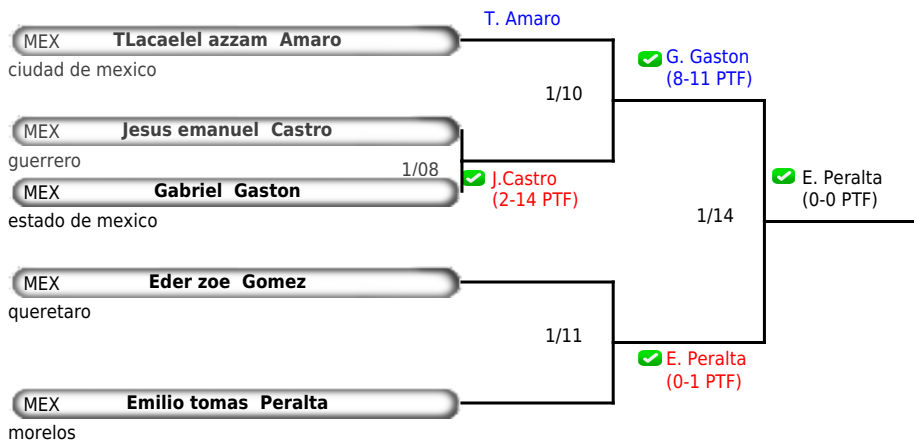 T. Amaro
MEX TLacaelel azzam Amaro
ciudad de mexico
G. Gaston
(8-11 PTF)
1/10
MEX Jesus emanuel Castro
guerrero
1/08
J.Castro
(2-14 PTF)
MEX Gabriel Gaston
estado de mexico
E. Peralta
(0-0 PTF)
1/14
MEX Eder zoe Gomez
queretaro
1/11
E. Peralta
(0-1 PTF)
MEX Emilio tomas Peralta
morelos